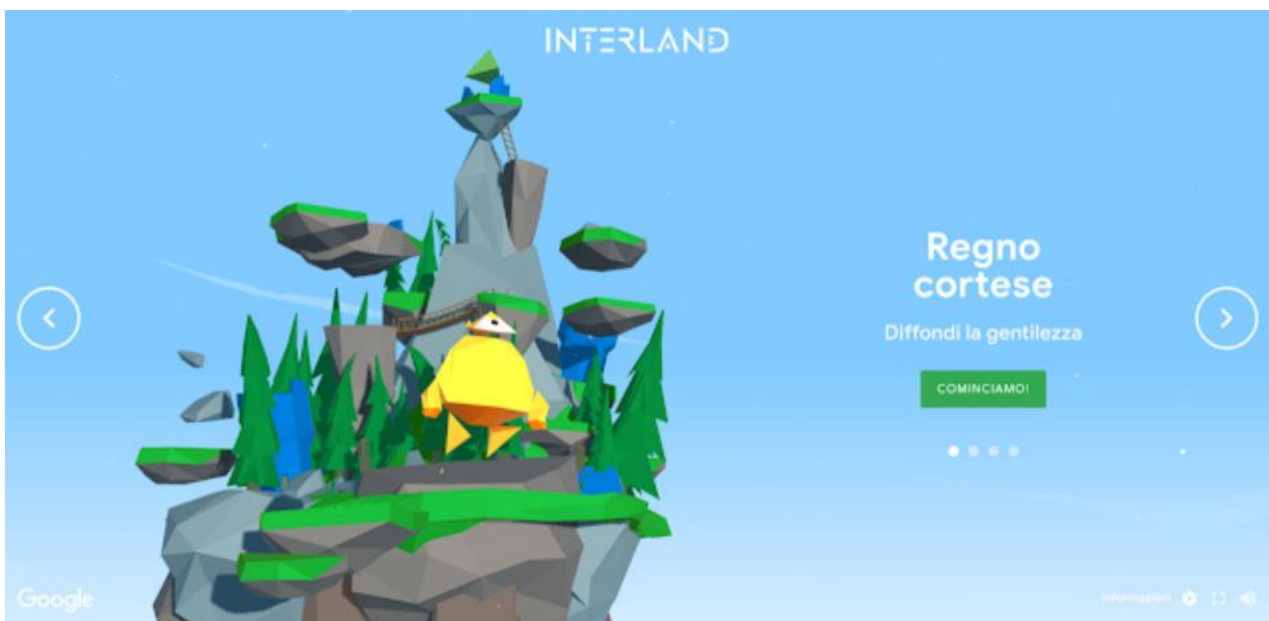 INTERLAND
Regno
cortese
Diffondi la gentilezza
COMINCIAMO!
Google
informazioni